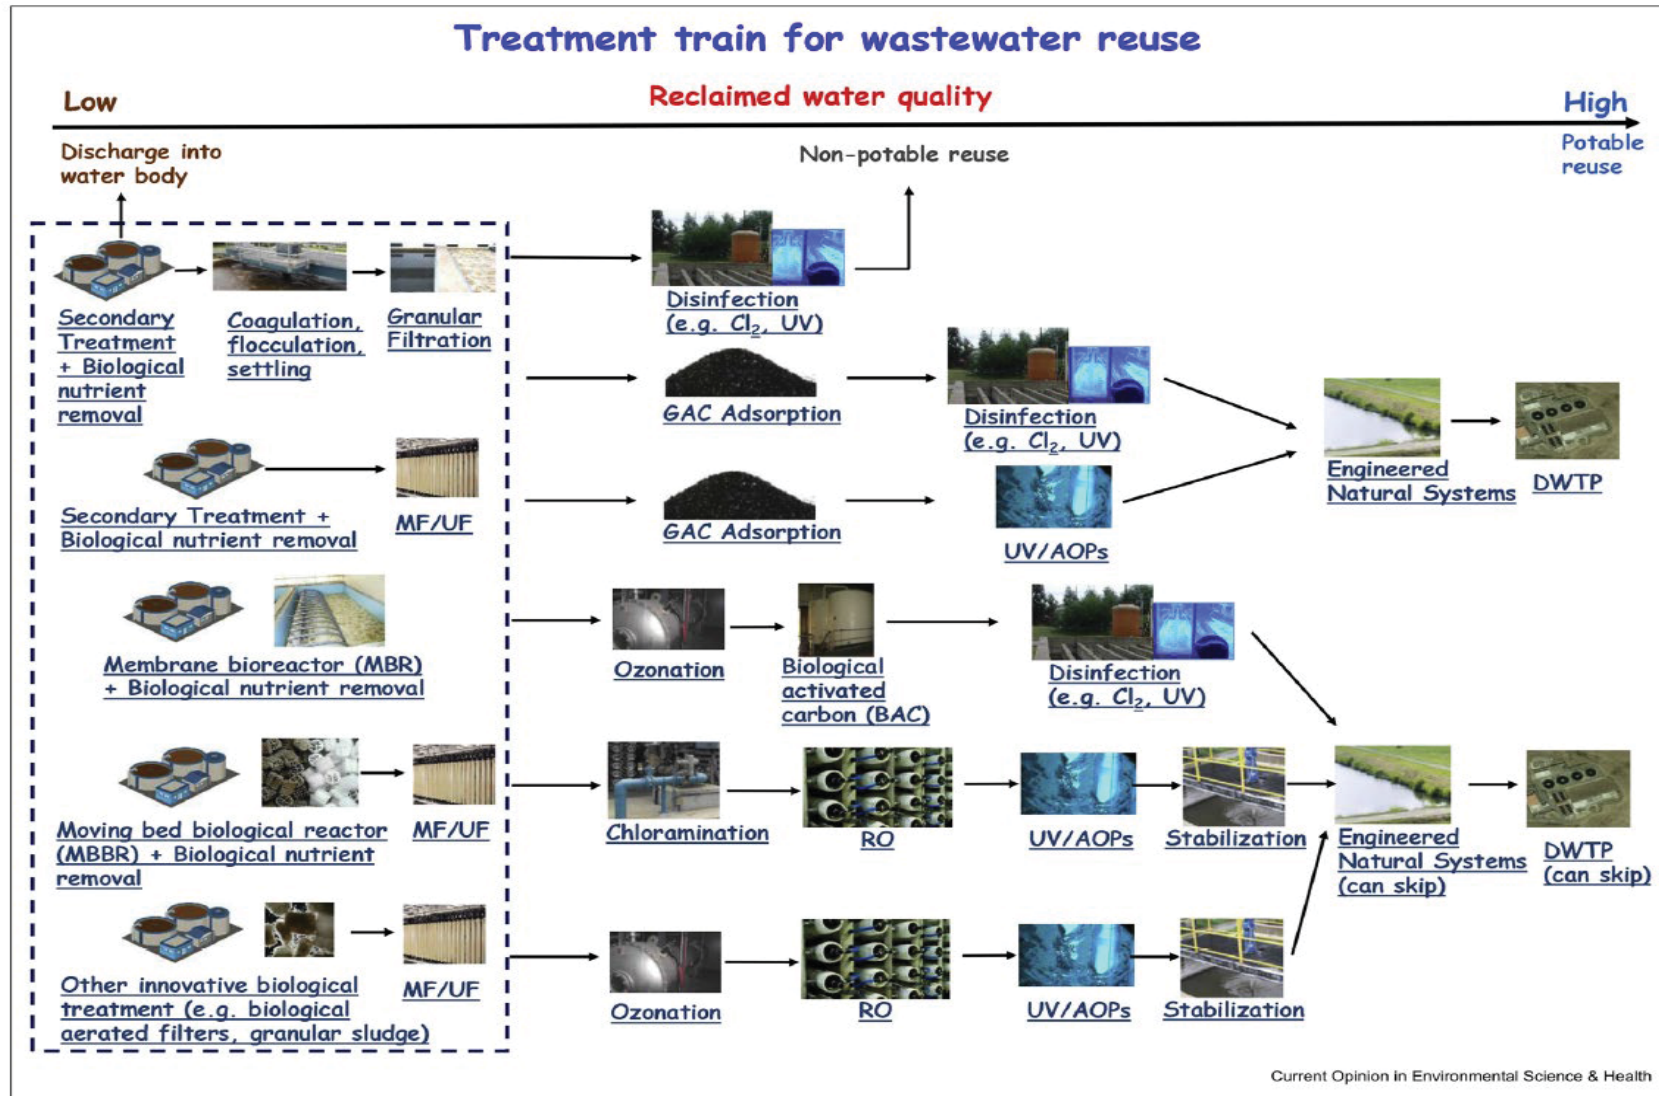 Treatment train for wastewater reuse
Low
Reclaimed water quality
High
Discharge into
water body
Non-potable reuse
Potable
reuse
Secondary
Treatment
+ Biological
nutrient
removal
Coagulation,
flocculation,
settling
Granular
Filtration
Disinfection
(e.g. Cl2, UV)
GAC Adsorption
Disinfection
(e.g. Cl2, UV)
Engineered
Natural Systems
DWTP
Secondary Treatment +
Biological nutrient removal
MF/UF
GAC Adsorption
UV/AOPs
Membrane bioreactor (MBR)
+ Biological nutrient removal
Ozonation
Biological
activated
carbon (BAC)
Disinfection
(e.g. Cl2, UV)
Moving bed biological reactor
(MBBR) + Biological nutrient
removal
MF/UF
Chloramination
RO
UV/AOPs
Stabilization
Engineered
Natural Systems
(can skip)
DWTP
(can skip)
Other innovative biological
treatment (e.g. biological
aerated filters, granular sludge)
MF/UF
Ozonation
RO
UV/AOPs
Stabilization
Current Opinion in Environmental Science & Health